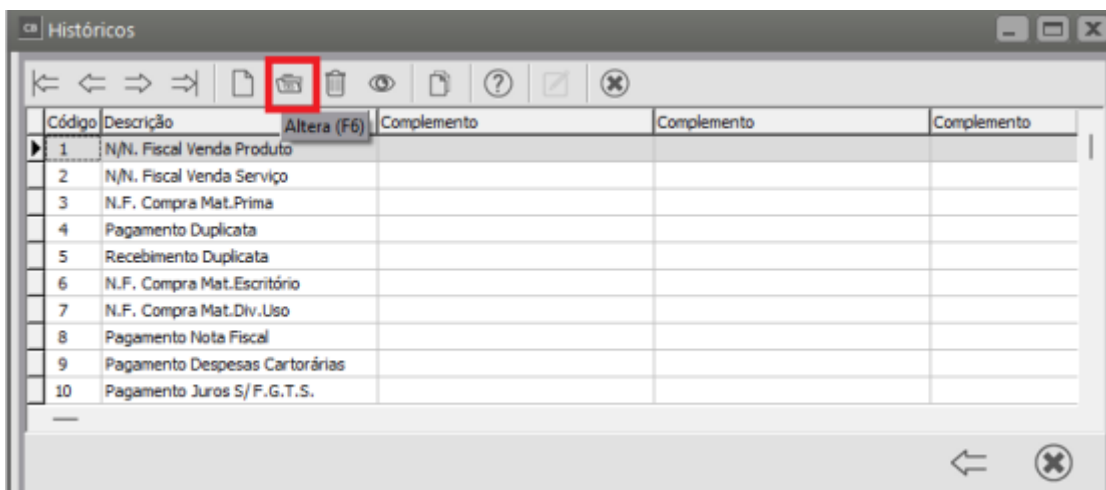 CB Históricos
Altera (F6)
Código Descrição Complemento Complemento Complemento
1 N/N. Fiscal Venda Produto
2 N/N. Fiscal Venda Serviço
3 N.F. Compra Mat.Prima
4 Pagamento Duplicata
5 Recebimento Duplicata
6 N.F. Compra Mat.Escritório
7 N.F. Compra Mat.Div.Uso
8 Pagamento Nota Fiscal
9 Pagamento Despesas Cartorárias
10 Pagamento Juros S/ F.G.T.S.